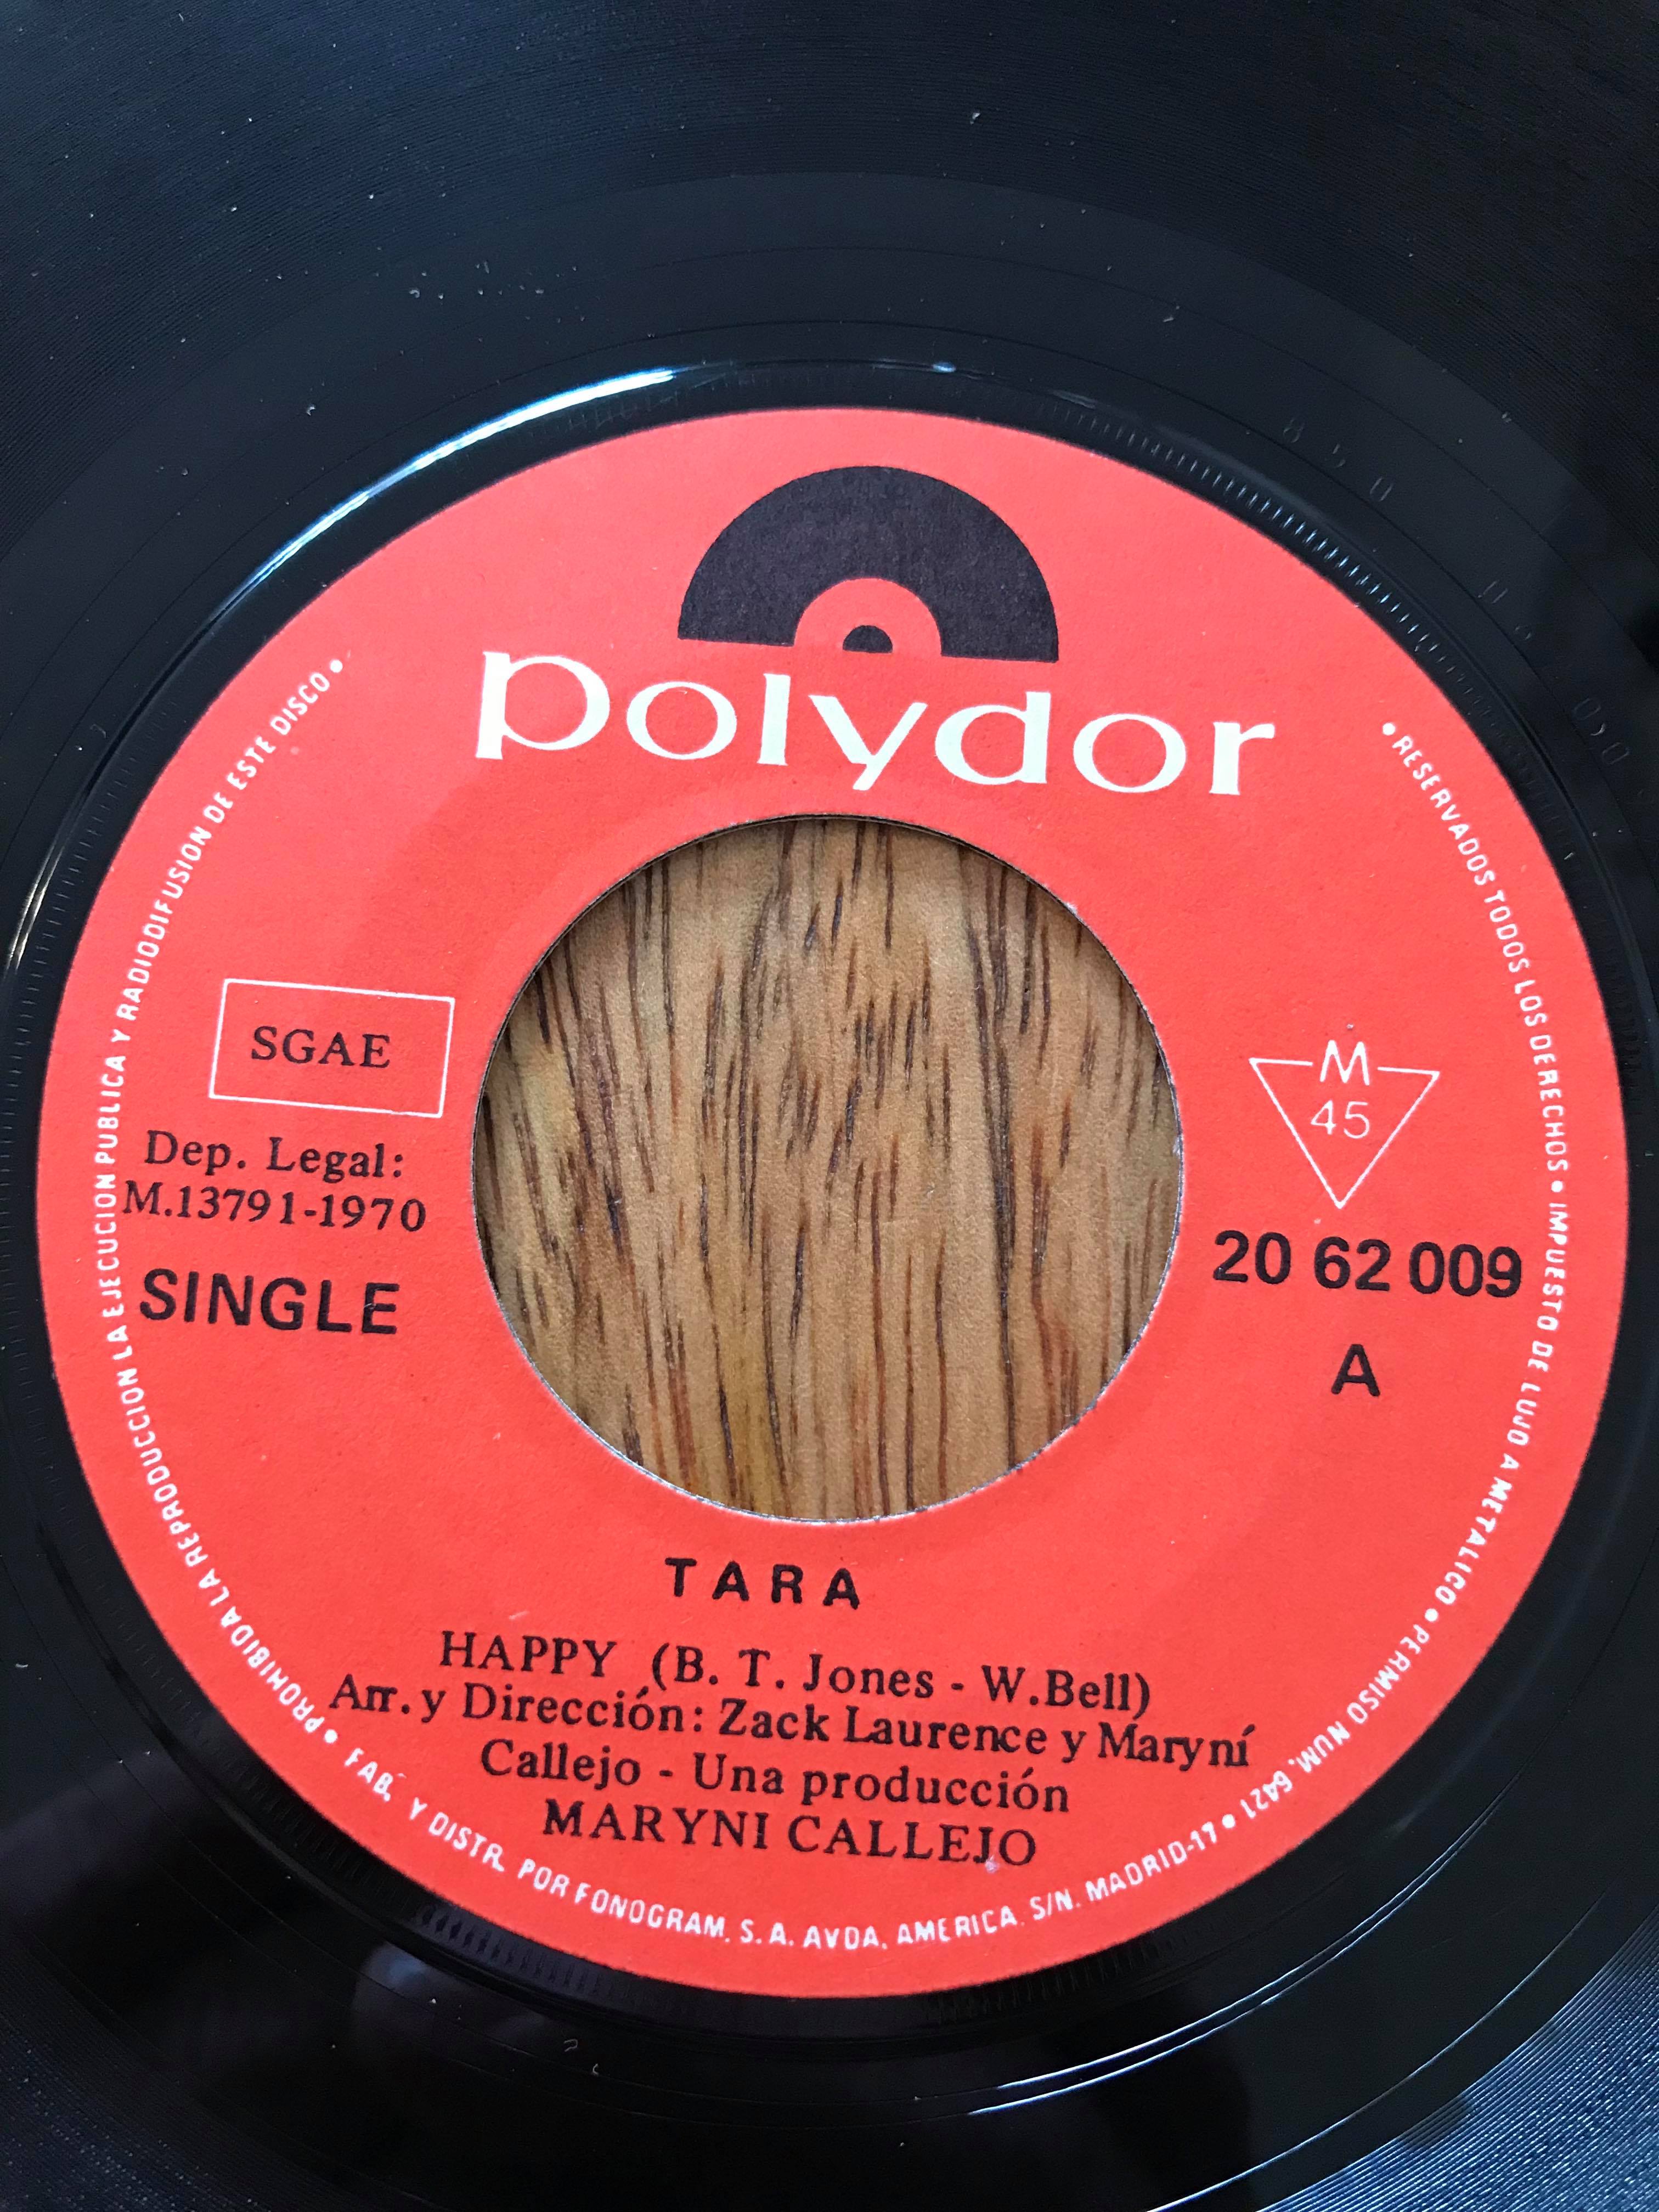 polydor
• RESERVADOS TODOS LOS DERECHOS • IMPUESTO DE LUJO A METALICO • PERMISO NUM. 6421 •
FAB. Y DISTR. POR FONOGRAM. S. A. AVDA. AMERICA. S/N. MADRID-17
• PROHIBIDA LA REPRODUCCION LA EJECUCION PUBLICA Y RADIODIFUSION DE ESTE DISCO •
SGAE
Dep. Legal:
M.13791-1970
SINGLE
M
45
20 62 009
A
TARA
HAPPY (B. T. Jones - W.Bell)
Arr. y Dirección: Zack Laurence y Maryní
Callejo - Una producción
MARYNI CALLEJO